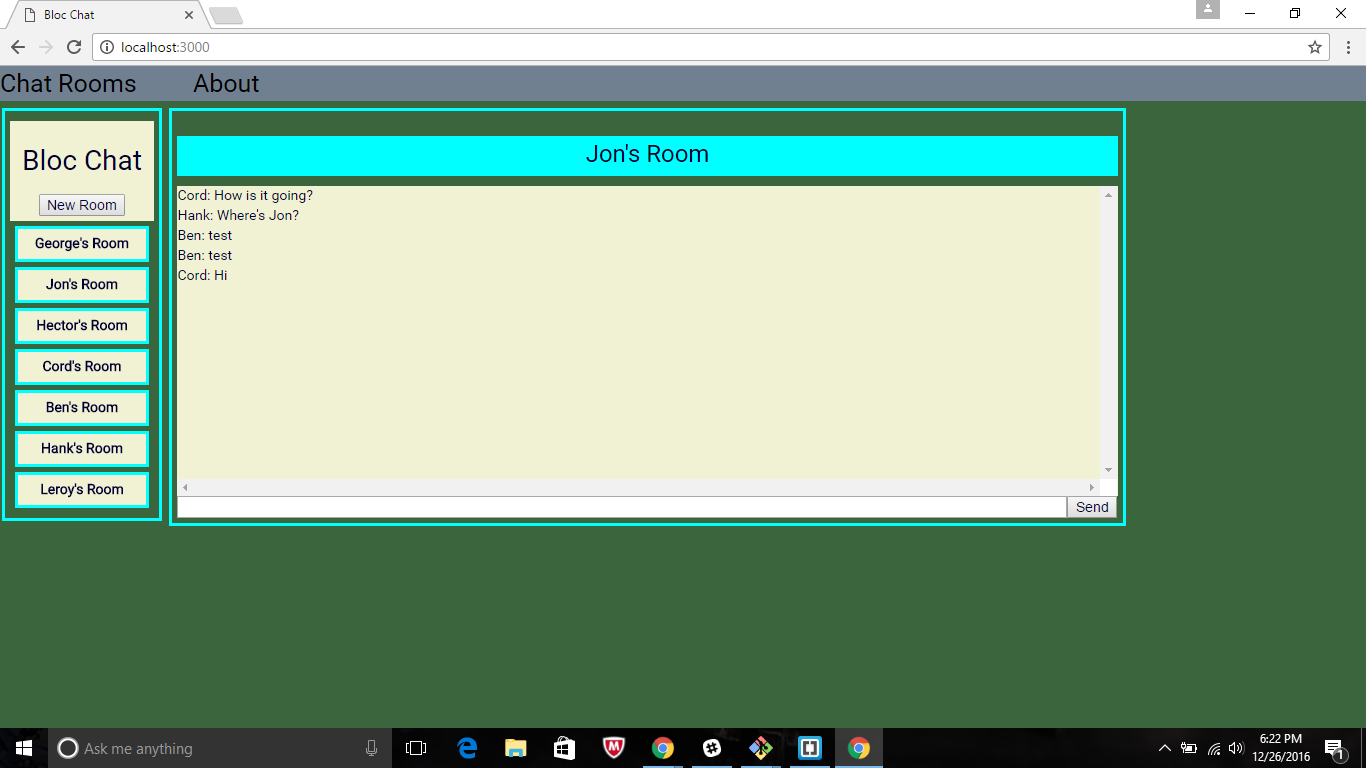 Bloc Chat
localhost:3000
Chat Rooms About
Bloc Chat
New Room
George's Room
Jon's Room
Hector's Room
Cord's Room
Ben's Room
Hank's Room
Leroy's Room
Jon's Room
Cord: How is it going?
Hank: Where's Jon?
Ben: test
Ben: test
Cord: Hi
Send
Ask me anything
6:22 PM
12/26/2016
1